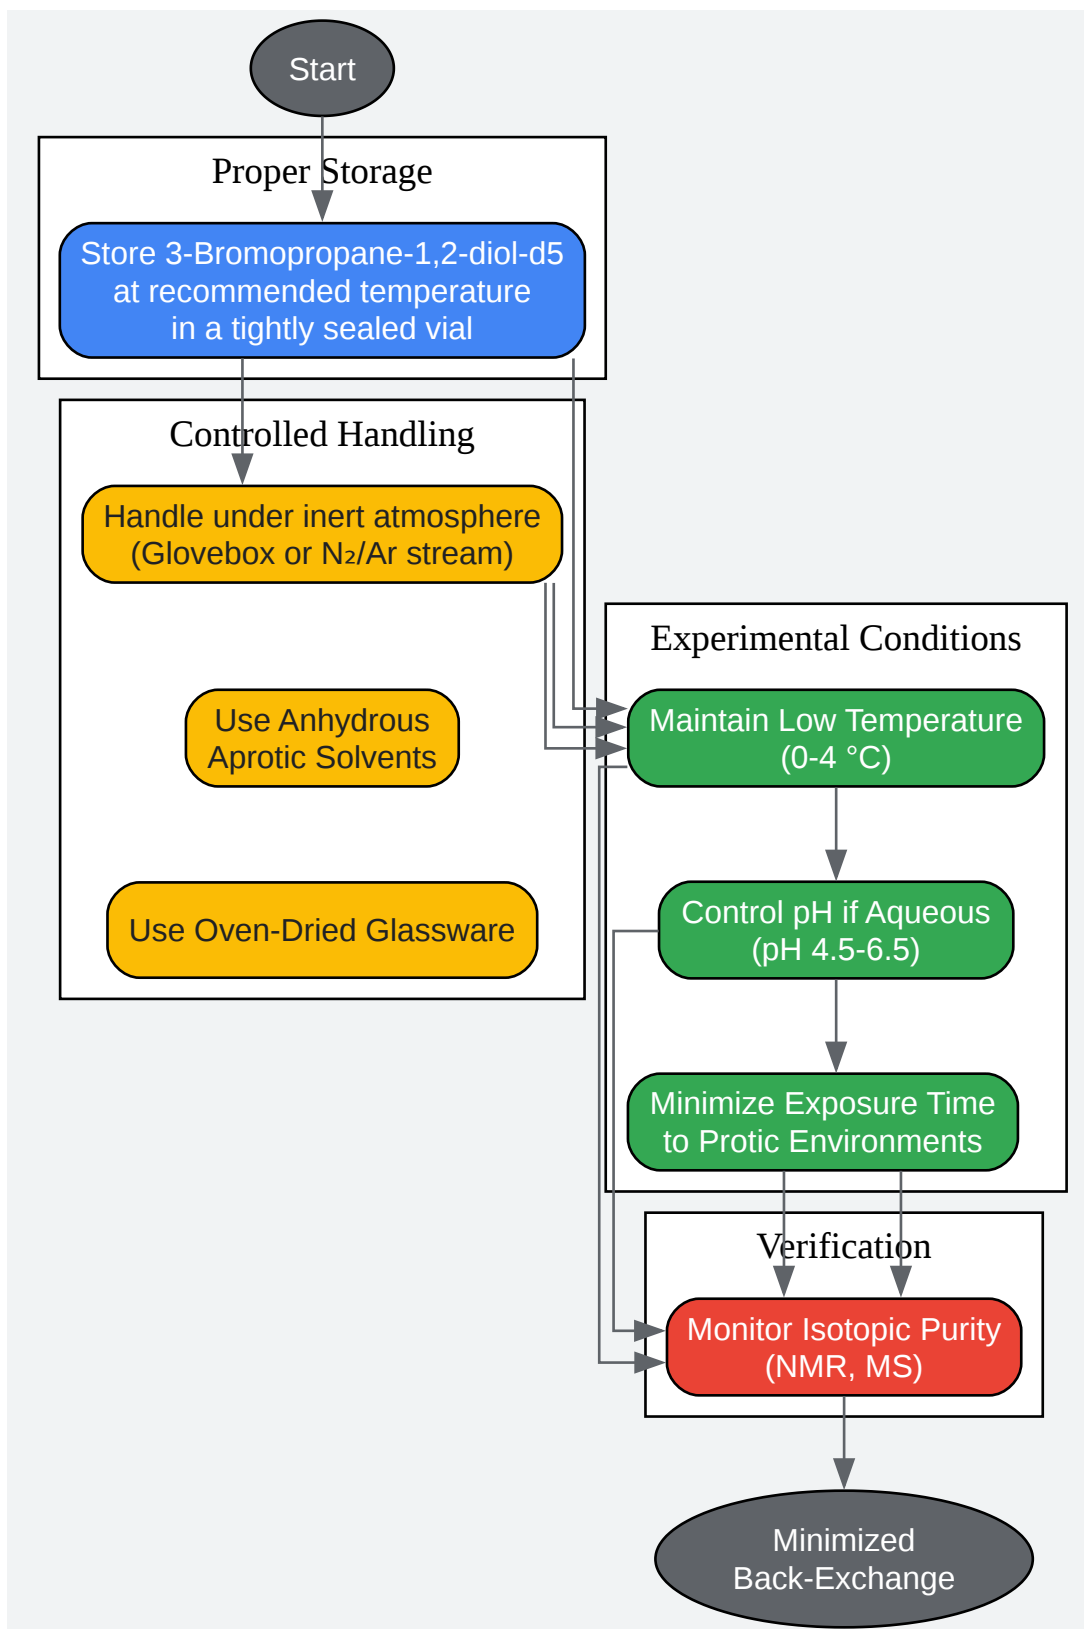 Start
Proper Storage
Store 3-Bromopropane-1,2-diol-d5
at recommended temperature
in a tightly sealed vial
Controlled Handling
Handle under inert atmosphere
(Glovebox or N₂/Ar stream)
Use Anhydrous
Aprotic Solvents
Use Oven-Dried Glassware
Experimental Conditions
Maintain Low Temperature
(0-4 °C)
Control pH if Aqueous
(pH 4.5-6.5)
Minimize Exposure Time
to Protic Environments
Verification
Monitor Isotopic Purity
(NMR, MS)
Minimized
Back-Exchange